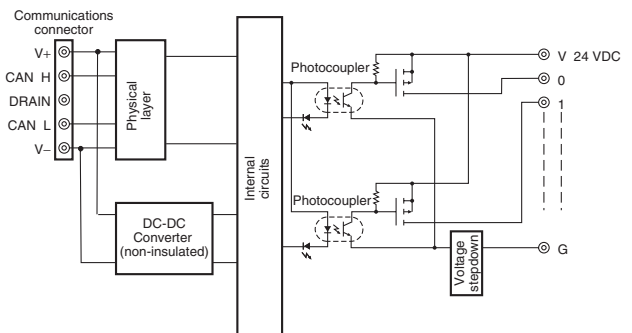 Communications
connector
V+
CAN H
DRAIN
CAN L
V−
Physical
layer
DC-DC
Converter
(non-insulated)
Internal
circuits
Photocoupler
Photocoupler
Voltage
stepdown
V 24 VDC
0
1
G